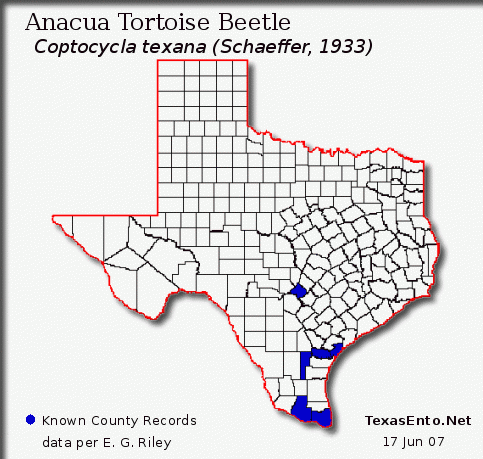 Anacua Tortoise Beetle
Coptocycla texana (Schaeffer, 1933)
Known County Records
data per E. G. Riley
TexasEnto.Net
17 Jun 07